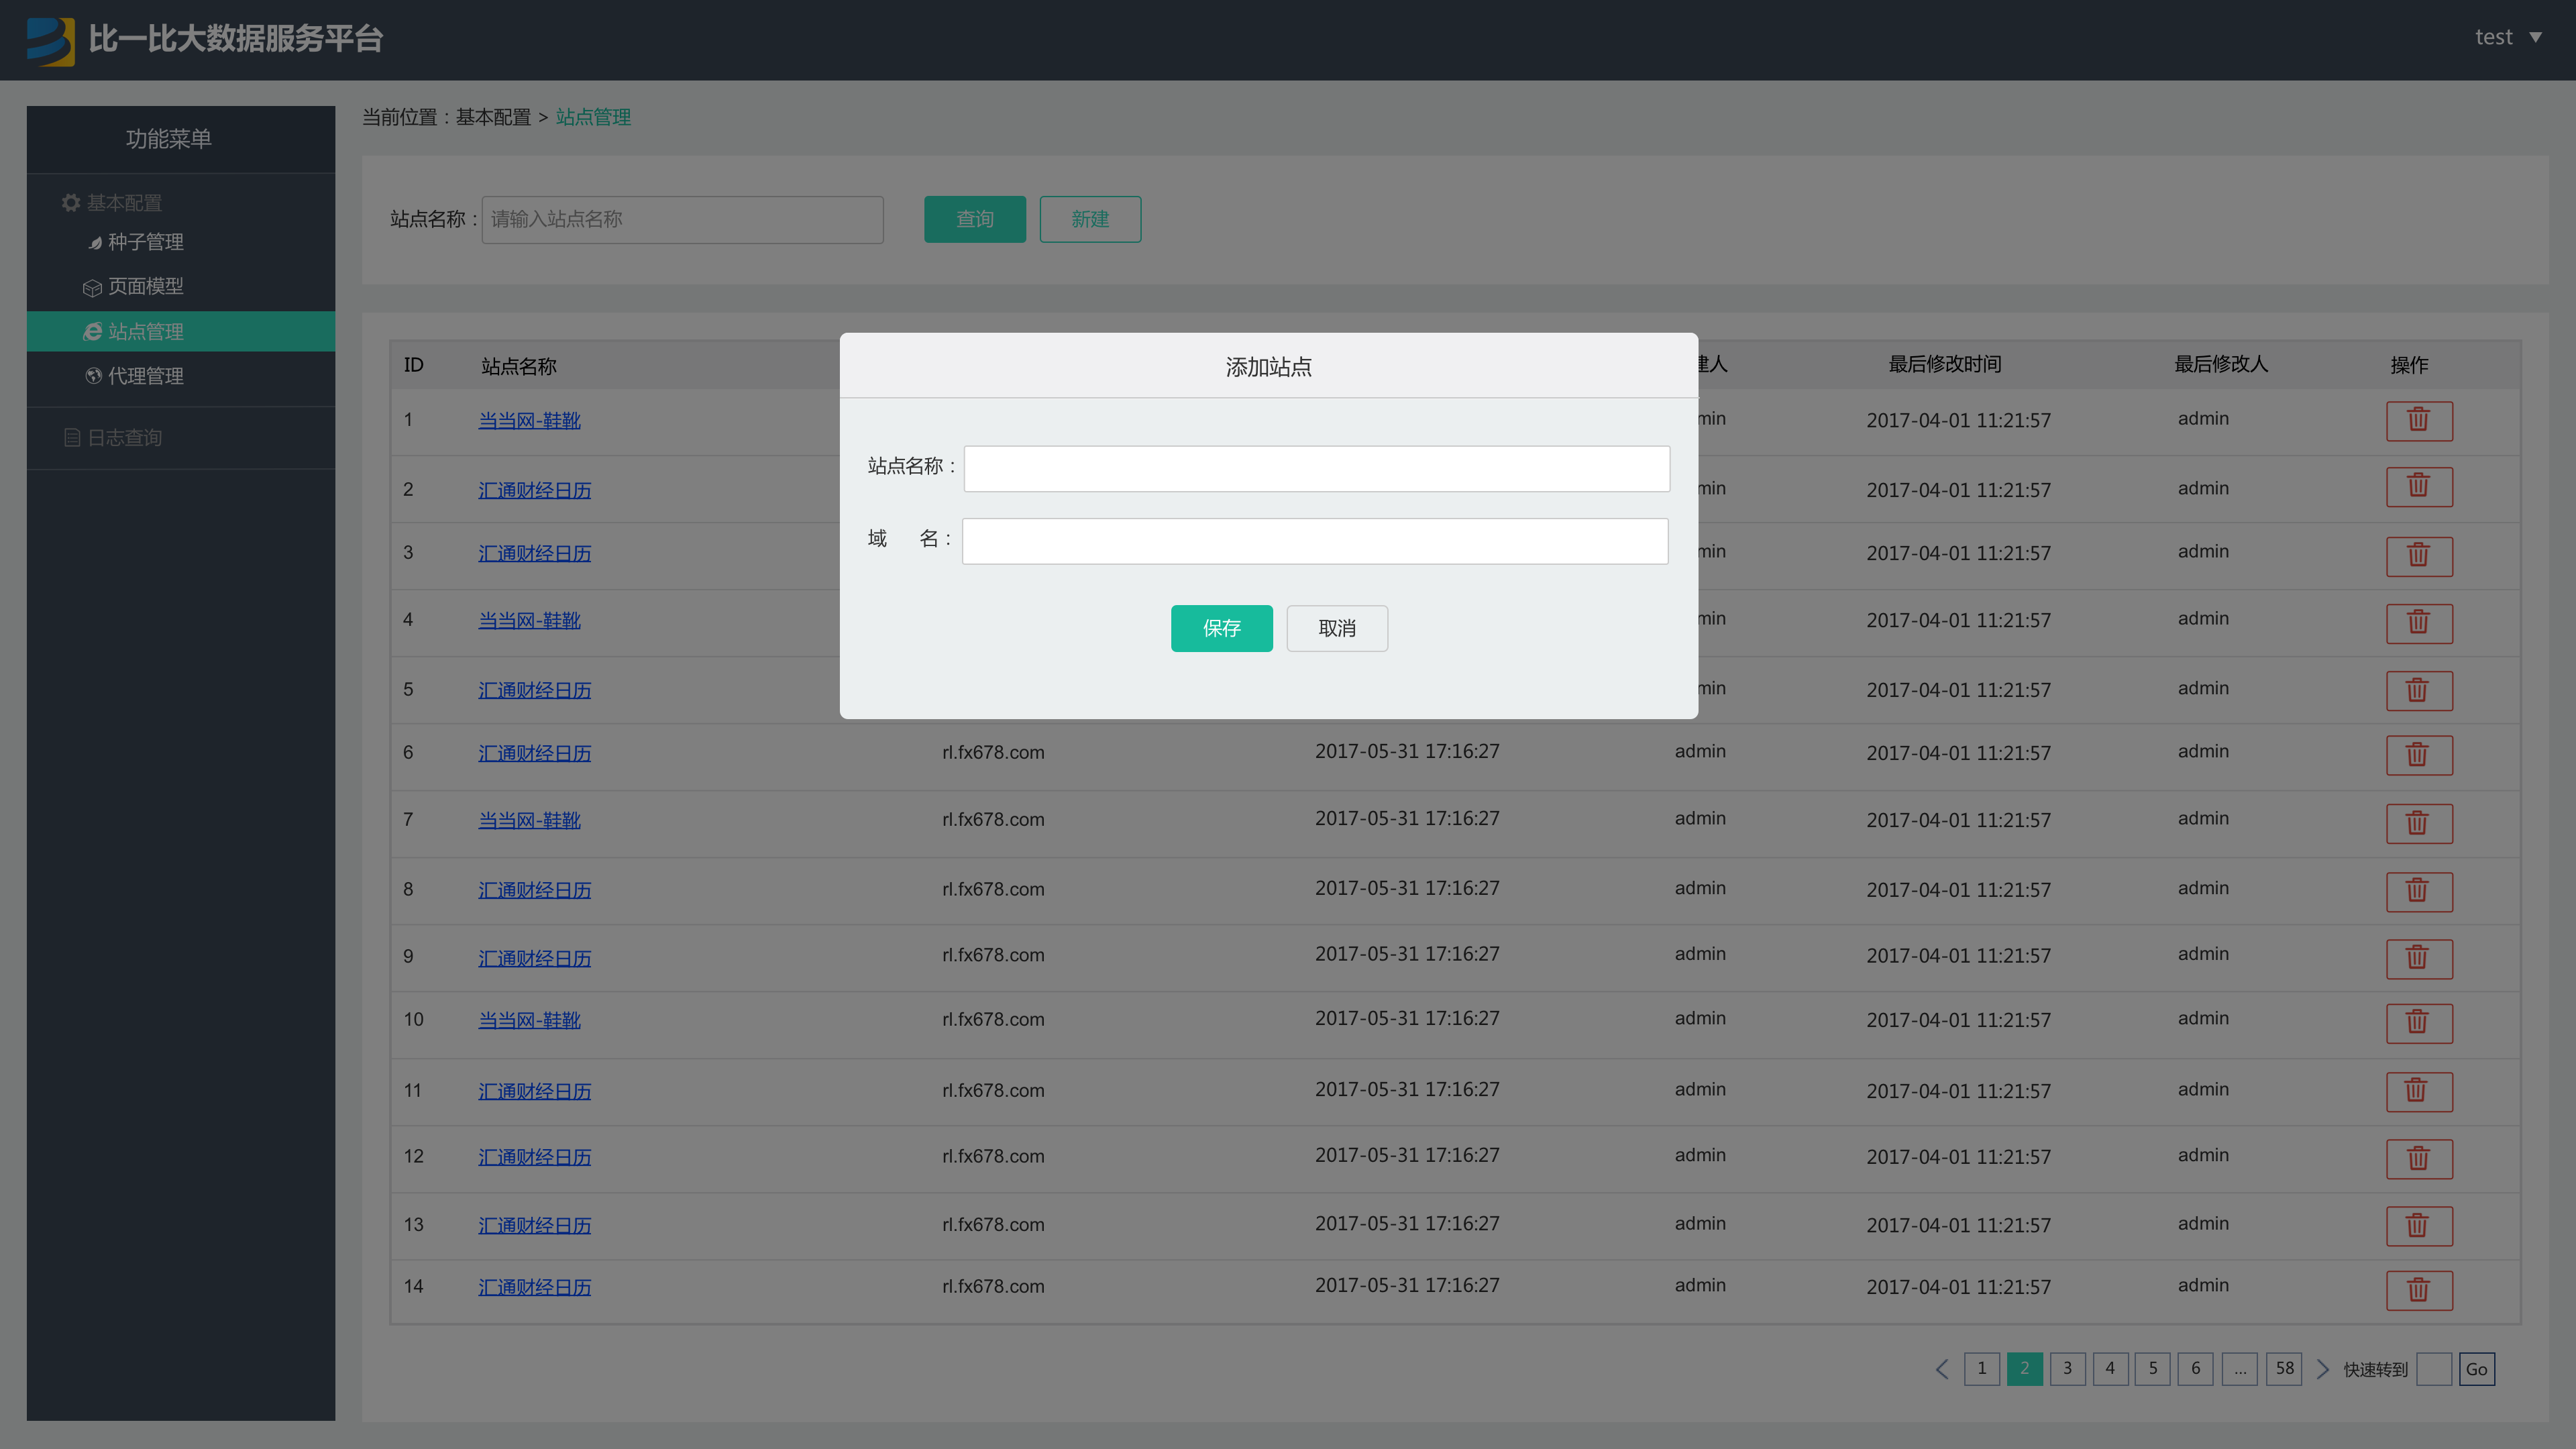 比一比大数据服务平台
test
功能菜单
基本配置
种子管理
页面模型
站点管理
代理管理
日志查询
当前位置：基本配置 > 站点管理
站点名称：请输入站点名称 查询 新建
ID 站点名称 建人 最后修改时间 最后修改人 操作
添加站点
站点名称：
域 名：
保存 取消
1 当当网-鞋靴 min 2017-04-01 11:21:57 admin
2 汇通财经日历 min 2017-04-01 11:21:57 admin
3 汇通财经日历 min 2017-04-01 11:21:57 admin
4 当当网-鞋靴 min 2017-04-01 11:21:57 admin
5 汇通财经日历 min 2017-04-01 11:21:57 admin
6 汇通财经日历 rl.fx678.com 2017-05-31 17:16:27 admin 2017-04-01 11:21:57 admin
7 当当网-鞋靴 rl.fx678.com 2017-05-31 17:16:27 admin 2017-04-01 11:21:57 admin
8 汇通财经日历 rl.fx678.com 2017-05-31 17:16:27 admin 2017-04-01 11:21:57 admin
9 汇通财经日历 rl.fx678.com 2017-05-31 17:16:27 admin 2017-04-01 11:21:57 admin
10 当当网-鞋靴 rl.fx678.com 2017-05-31 17:16:27 admin 2017-04-01 11:21:57 admin
11 汇通财经日历 rl.fx678.com 2017-05-31 17:16:27 admin 2017-04-01 11:21:57 admin
12 汇通财经日历 rl.fx678.com 2017-05-31 17:16:27 admin 2017-04-01 11:21:57 admin
13 汇通财经日历 rl.fx678.com 2017-05-31 17:16:27 admin 2017-04-01 11:21:57 admin
14 汇通财经日历 rl.fx678.com 2017-05-31 17:16:27 admin 2017-04-01 11:21:57 admin
1 2 3 4 5 6 ... 58 快速转到 Go